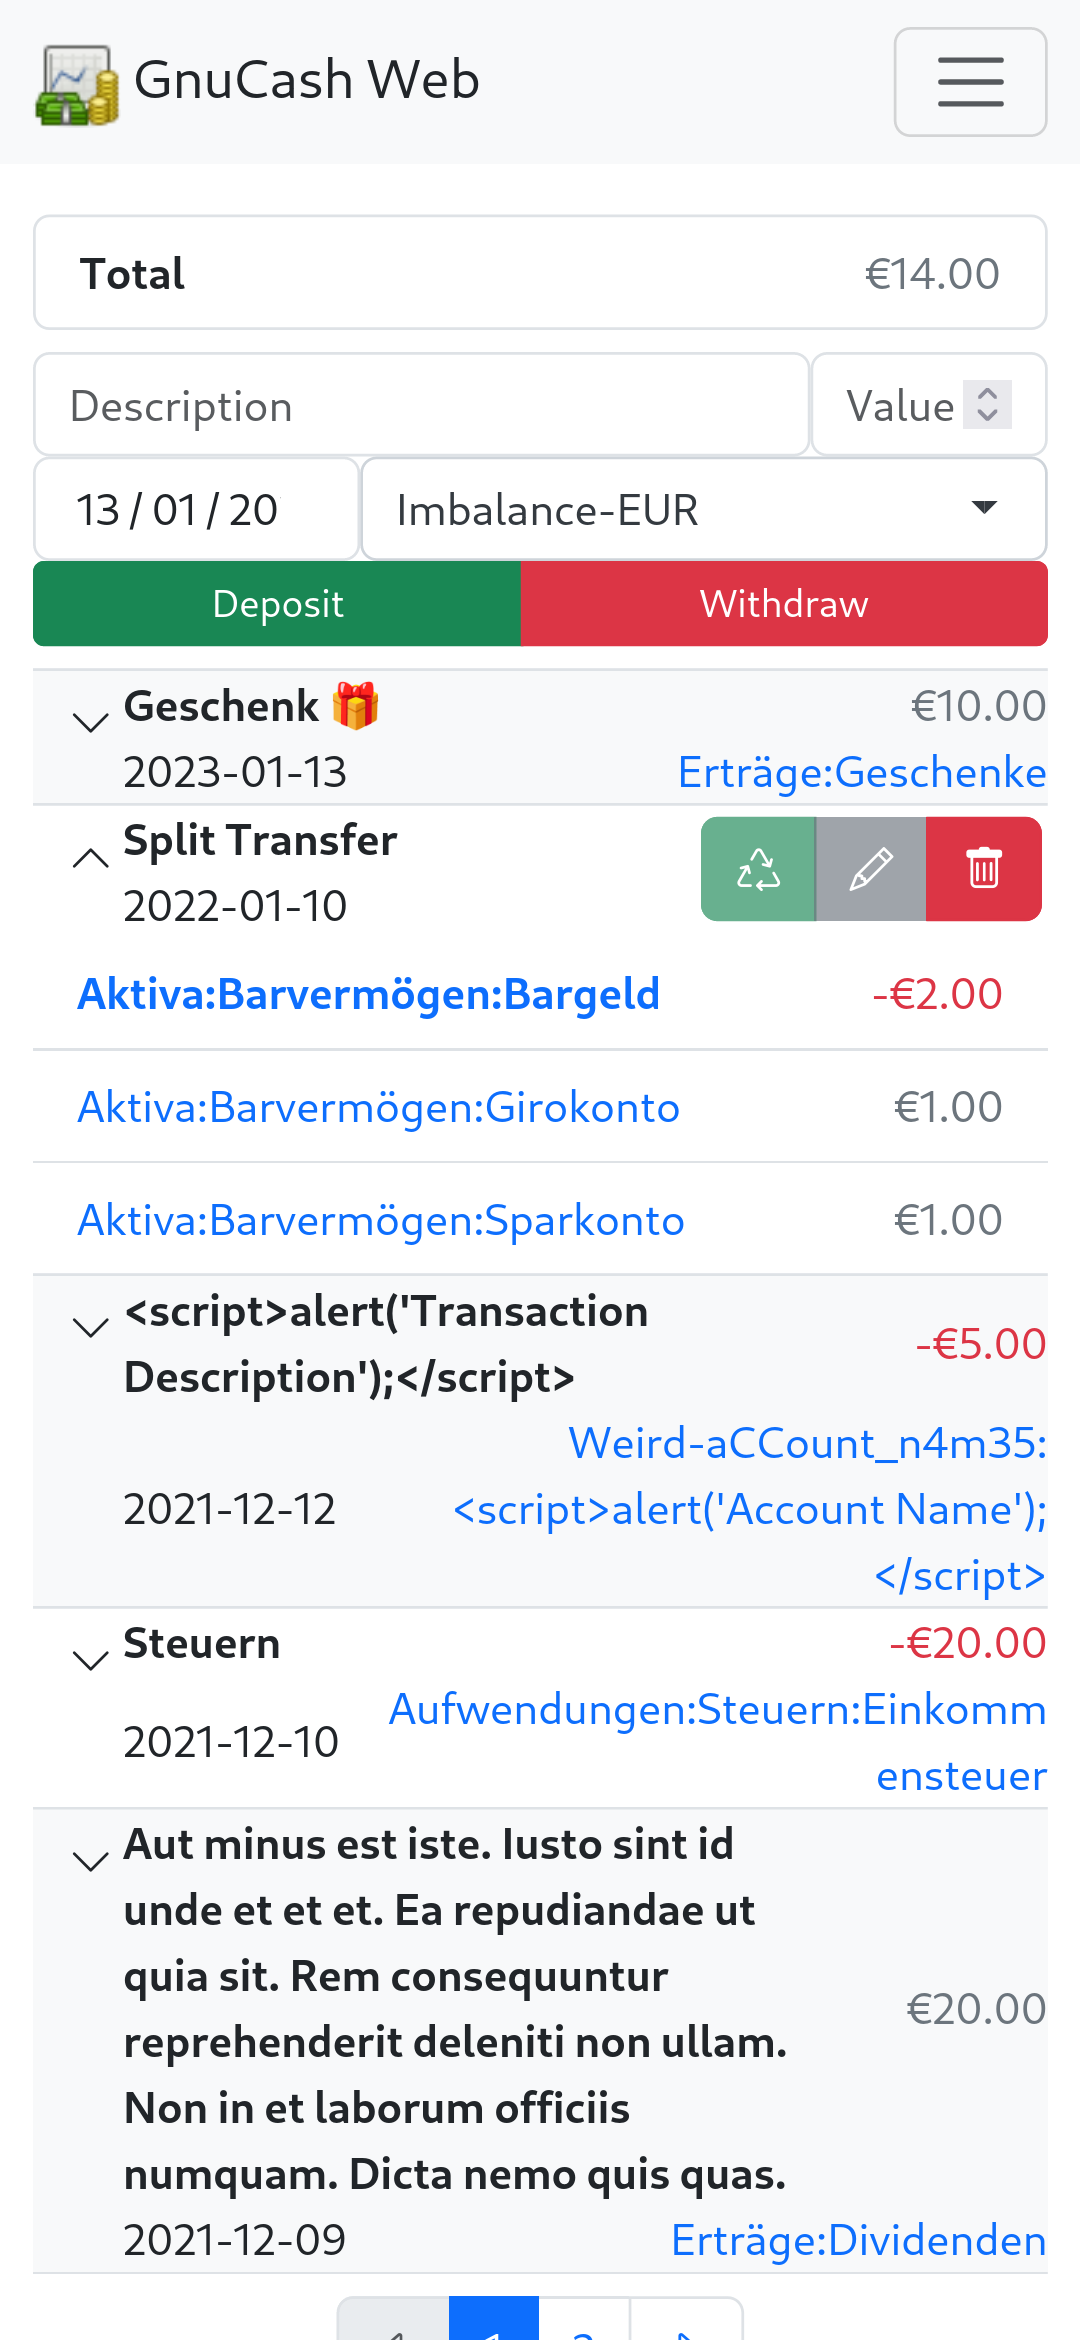 GnuCash Web
Total €14.00
Description Value
13 / 01 / 20 Imbalance-EUR
Deposit Withdraw
Geschenk 🎁 €10.00
2023-01-13 Erträge:Geschenke
Split Transfer
2022-01-10
Aktiva:Barvermögen:Bargeld -€2.00
Aktiva:Barvermögen:Girokonto €1.00
Aktiva:Barvermögen:Sparkonto €1.00
<script>alert('Transaction
Description');</script> -€5.00
Weird-aCCount_n4m35:
2021-12-12 <script>alert('Account Name');
</script>
Steuern -€20.00
Aufwendungen:Steuern:Einkomm
2021-12-10
ensteuer
Aut minus est iste. Iusto sint id
unde et et et. Ea repudiandae ut
quia sit. Rem consequuntur
€20.00
reprehenderit deleniti non ullam.
Non in et laborum officiis
numquam. Dicta nemo quis quas.
2021-12-09 Erträge:Dividenden